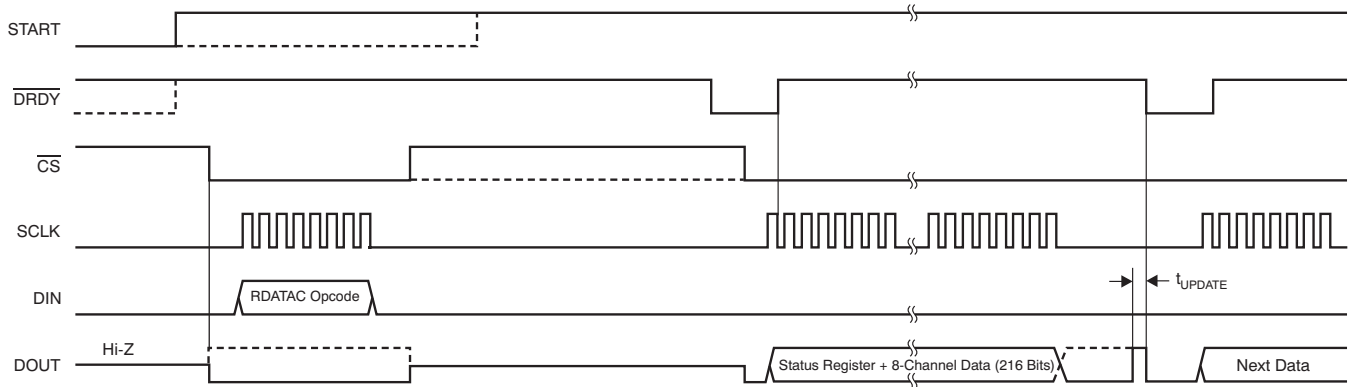 START
DRDY
CS
SCLK
DIN
RDATAC Opcode
tUPDATE
DOUT
Hi-Z
Status Register + 8-Channel Data (216 Bits)
Next Data